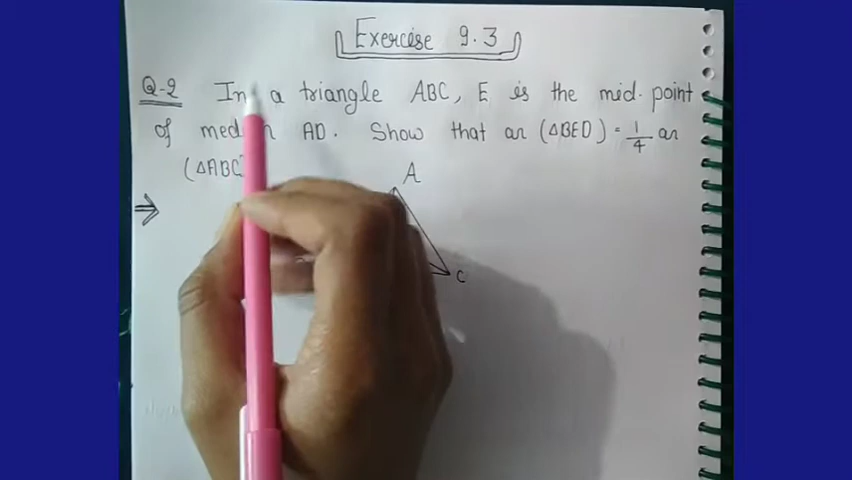 Exercise 9.3
Q-2 In a triangle ABC, E is the mid-point
of AD. Show that ar (ΔBED) = 1/4 ar
(ΔABC
A
C